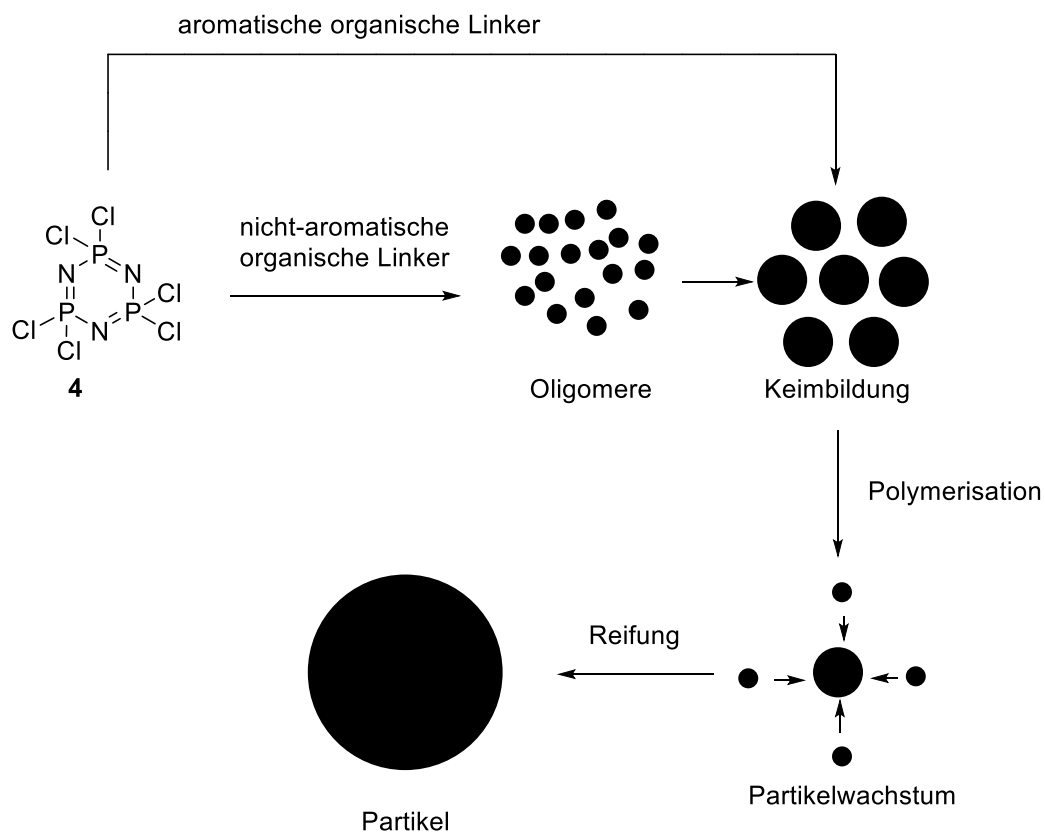 aromatische organische Linker
nicht-aromatische
organische Linker
Cl
Cl
P
N
N
Cl
Cl
P
P
Cl
Cl
N
4
Oligomere
Keimbildung
Polymerisation
Reifung
Partikelwachstum
Partikel